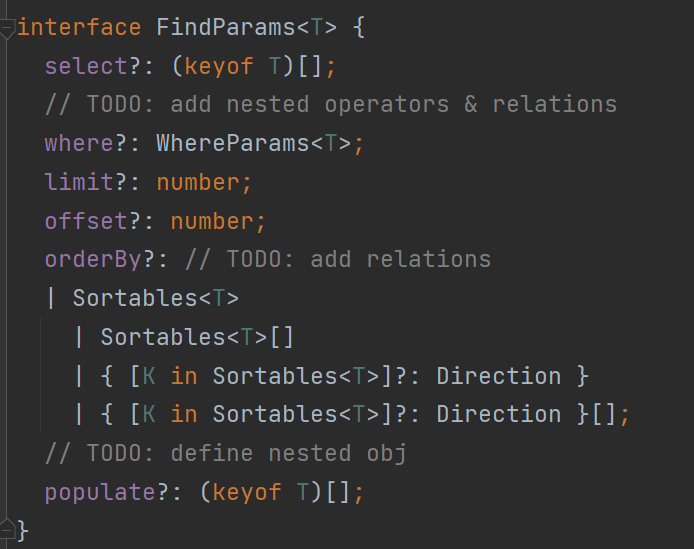 interface FindParams<T> {
  select?: (keyof T)[];
  // TODO: add nested operators & relations
  where?: WhereParams<T>;
  limit?: number;
  offset?: number;
  orderBy?: // TODO: add relations
  | Sortables<T>
    | Sortables<T>[]
    | { [K in Sortables<T>]?: Direction }
    | { [K in Sortables<T>]?: Direction }[];
  // TODO: define nested obj
  populate?: (keyof T)[];
}